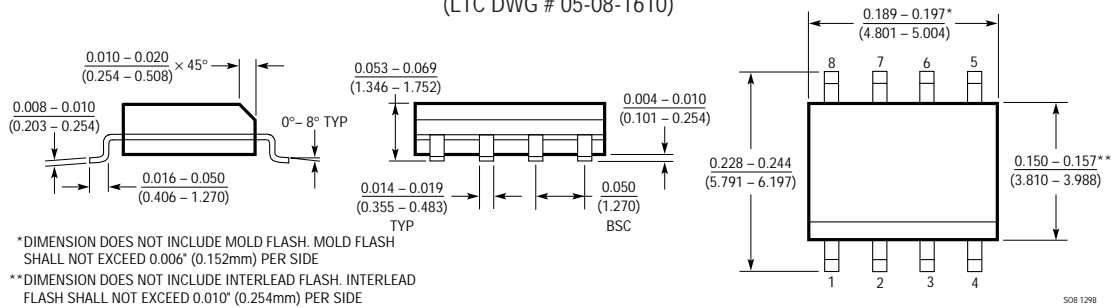 (LTC DWG # 05-08-1610)
0.010 – 0.020
(0.254 – 0.508)
× 45°
0.008 – 0.010
(0.203 – 0.254)
0°– 8° TYP
0.016 – 0.050
(0.406 – 1.270)
0.053 – 0.069
(1.346 – 1.752)
0.004 – 0.010
(0.101 – 0.254)
0.014 – 0.019
(0.355 – 0.483)
TYP
0.050
(1.270)
BSC
0.189 – 0.197*
(4.801 – 5.004)
8 7 6 5
0.228 – 0.244
(5.791 – 6.197)
0.150 – 0.157**
(3.810 – 3.988)
1 2 3 4
*DIMENSION DOES NOT INCLUDE MOLD FLASH. MOLD FLASH
SHALL NOT EXCEED 0.006" (0.152mm) PER SIDE
**DIMENSION DOES NOT INCLUDE INTERLEAD FLASH. INTERLEAD
FLASH SHALL NOT EXCEED 0.010" (0.254mm) PER SIDE
SO8 1298